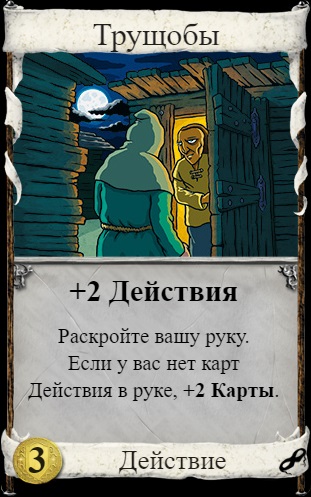 Трущобы
+2 Действия
Раскройте вашу руку.
Если у вас нет карт
Действия в руке, +2 Карты.
3
Действие